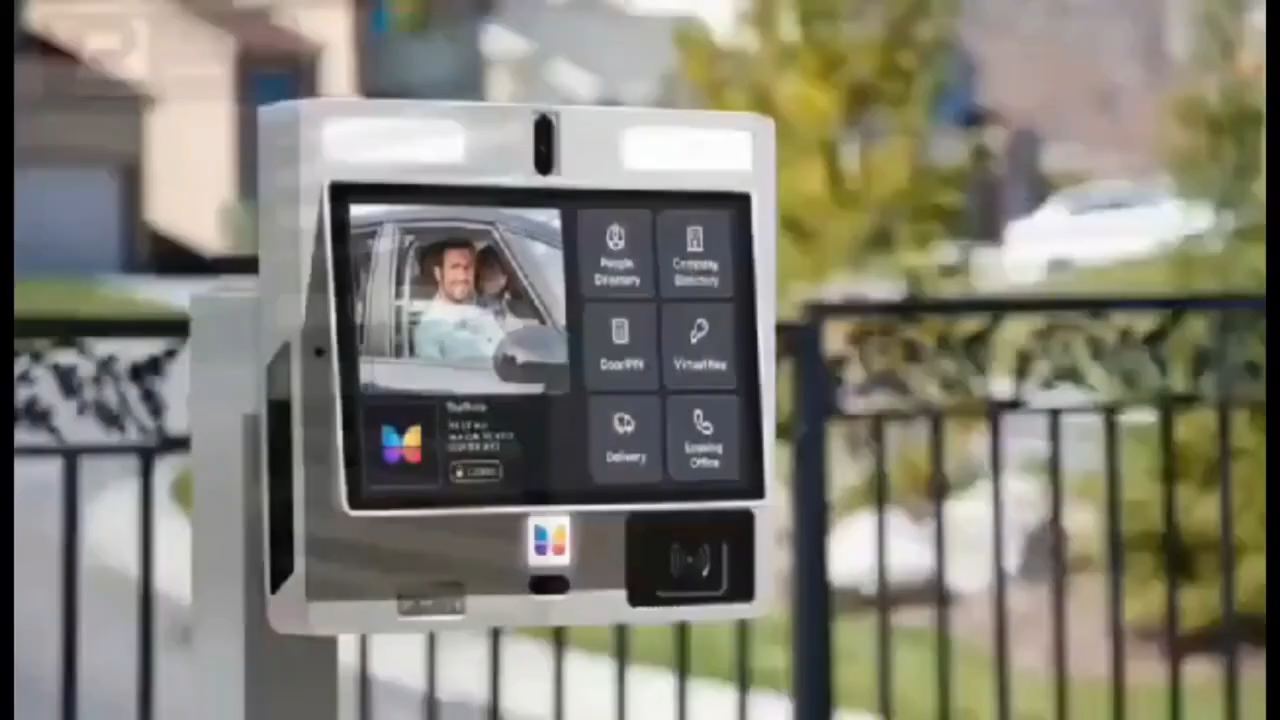 People
Directory
Company
Directory
Door PIN
Virtual Key
Delivery
Leasing
Office